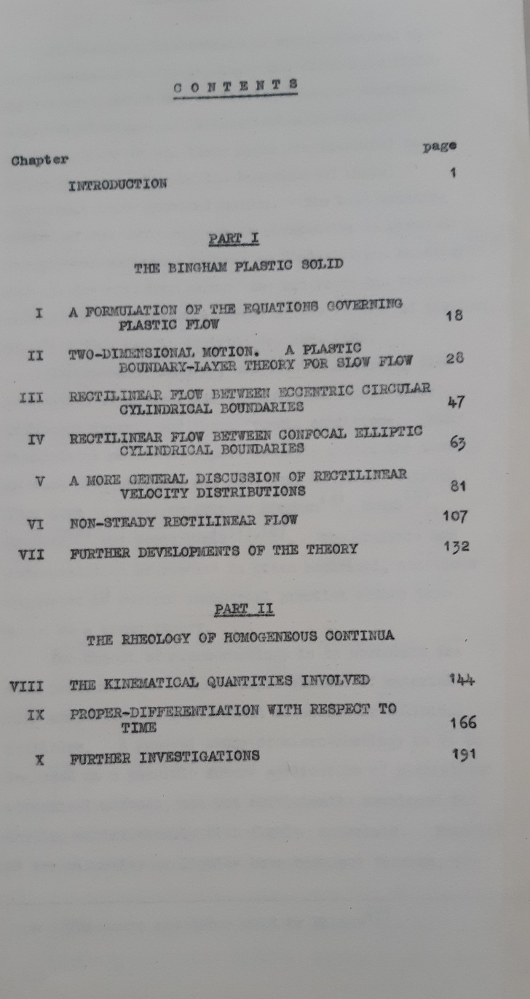 CONTENTS
Chapter page
INTRODUCTION 1
PART I
THE BINGHAM PLASTIC SOLID
I A FORMULATION OF THE EQUATIONS GOVERNING
PLASTIC FLOW 18
II TWO-DIMENSIONAL MOTION. A PLASTIC
BOUNDARY-LAYER THEORY FOR SLOW FLOW 28
III RECTILINEAR FLOW BETWEEN ECCENTRIC CIRCULAR
CYLINDRICAL BOUNDARIES 47
IV RECTILINEAR FLOW BETWEEN CONFOCAL ELLIPTIC
CYLINDRICAL BOUNDARIES 63
V A MORE GENERAL DISCUSSION OF RECTILINEAR
VELOCITY DISTRIBUTIONS 81
VI NON-STEADY RECTILINEAR FLOW 107
VII FURTHER DEVELOPMENTS OF THE THEORY 132
PART II
THE RHEOLOGY OF HOMOGENEOUS CONTINUA
VIII THE KINEMATICAL QUANTITIES INVOLVED 144
IX PROPER-DIFFERENTIATION WITH RESPECT TO
TIME 166
X FURTHER INVESTIGATIONS 191